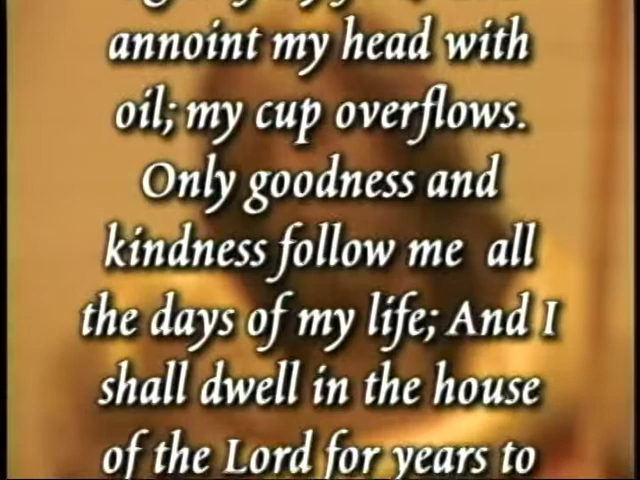 annoint my head with
oil; my cup overflows.
Only goodness and
kindness follow me all
the days of my life; And I
shall dwell in the house
of the Lord for years to